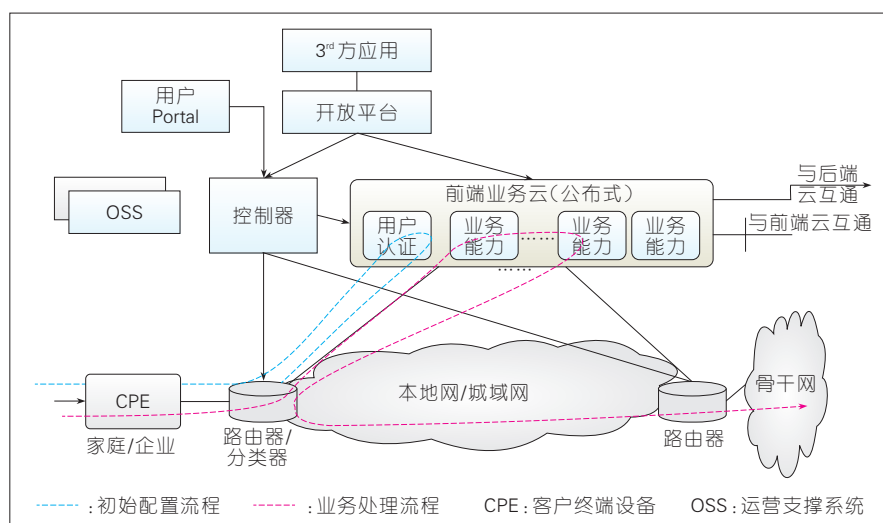 3rd方应用
用户
Portal
开放平台
OSS
控制器
前端业务云(公布式)
用户
认证
业务
能力
……
业务
能力
业务
能力
……
与后端
云互通
与前端云互通
CPE
家庭/企业
路由器/
分类器
本地网/城域网
路由器
骨干网
:初始配置流程
:业务处理流程
CPE:客户终端设备
OSS:运营支撑系统